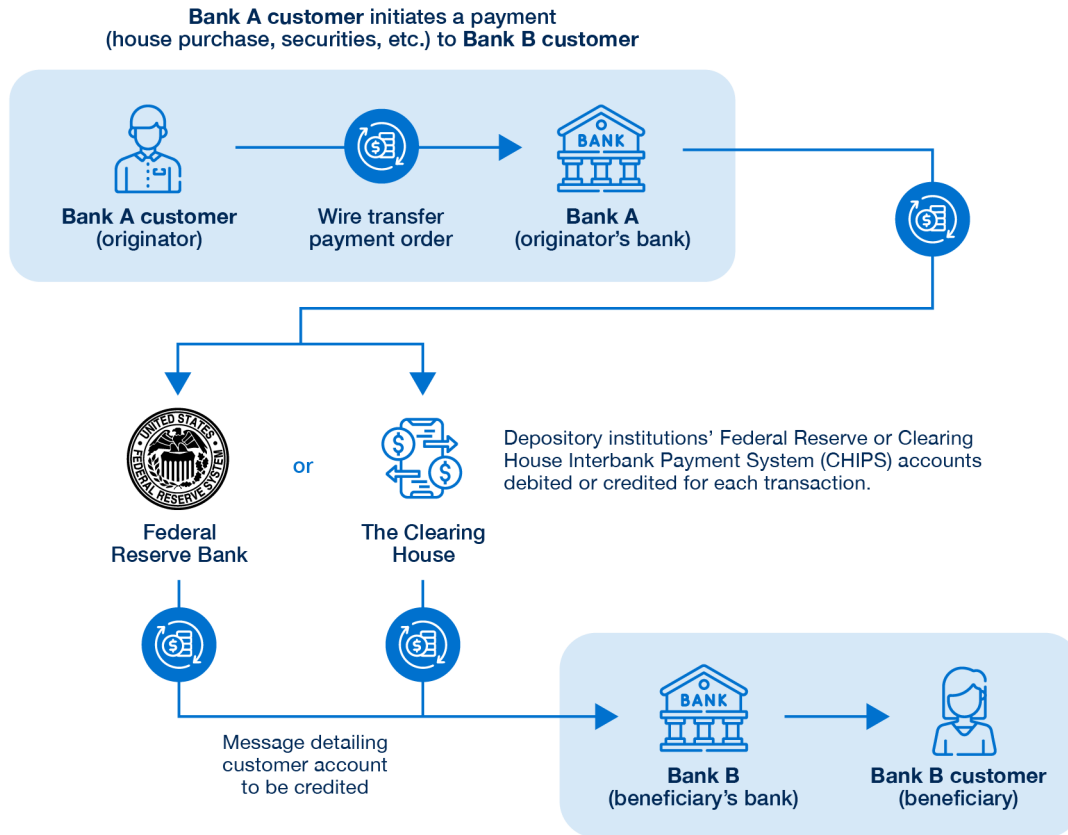 Bank A customer initiates a payment
(house purchase, securities, etc.) to Bank B customer
BANK
Bank A customer
(originator)
Wire transfer
payment order
Bank A
(originator’s bank)
UNITED STATES
FEDERAL RESERVE SYSTEM
or
Federal
Reserve Bank
The Clearing
House
Depository institutions’ Federal Reserve or Clearing
House Interbank Payment System (CHIPS) accounts
debited or credited for each transaction.
Message detailing
customer account
to be credited
BANK
Bank B
(beneficiary’s bank)
Bank B customer
(beneficiary)